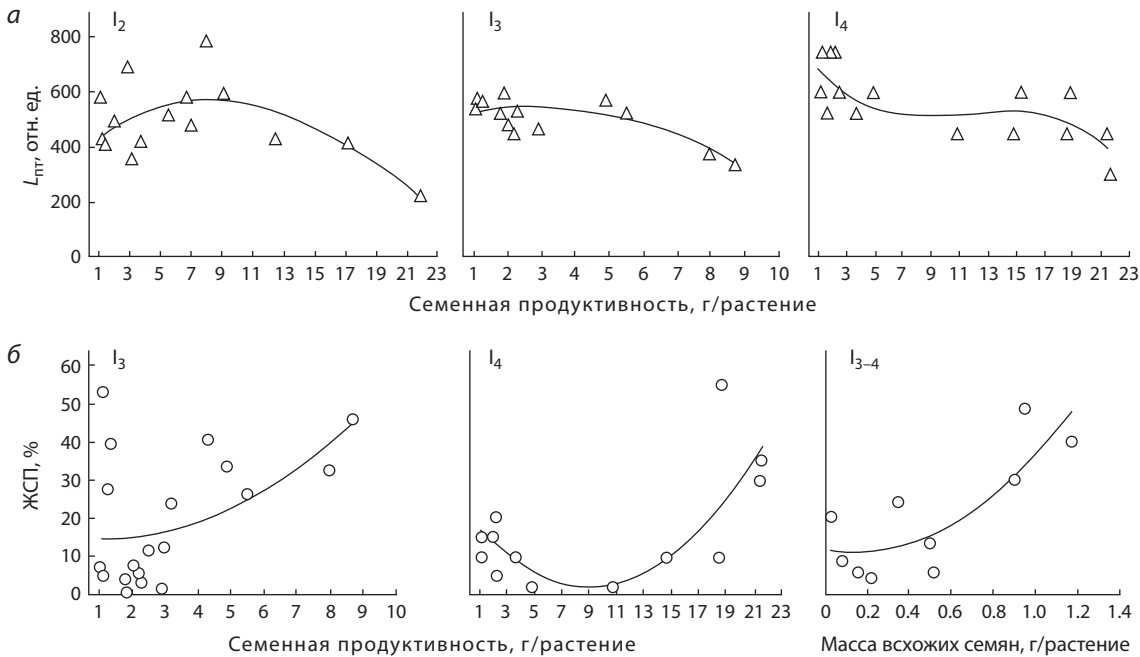 а
I2
I3
I4
Lпт, отн. ед.
800
600
400
200
0
1 3 5 7 9 11 13 15 17 19 21 23
1 2 3 4 5 6 7 8 9 10
1 3 5 7 9 11 13 15 17 19 21 23
Семенная продуктивность, г/растение
б
I3
I4
I3–4
ЖСП, %
60
50
40
30
20
10
0
1 2 3 4 5 6 7 8 9 10
1 3 5 7 9 11 13 15 17 19 21 23
0 0.2 0.4 0.6 0.8 1.0 1.2 1.4
Семенная продуктивность, г/растение
Масса всхожих семян, г/растение